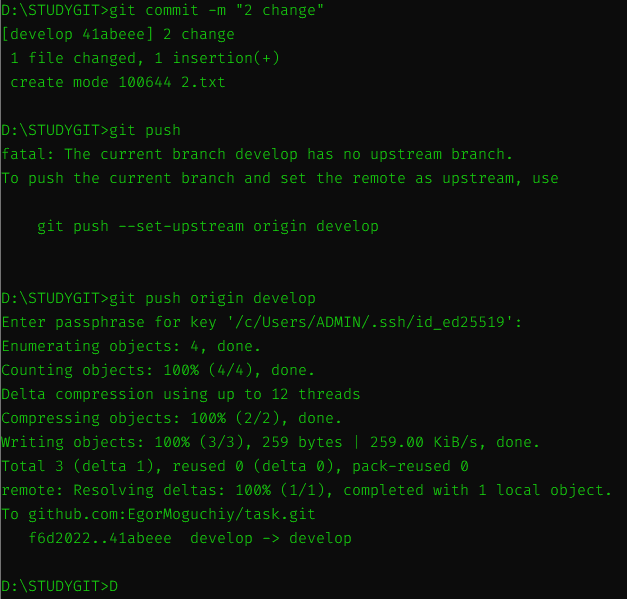 D:\STUDYGIT>git commit -m "2 change"
[develop 41abeee] 2 change
 1 file changed, 1 insertion(+)
 create mode 100644 2.txt

D:\STUDYGIT>git push
fatal: The current branch develop has no upstream branch.
To push the current branch and set the remote as upstream, use

    git push --set-upstream origin develop


D:\STUDYGIT>git push origin develop
Enter passphrase for key '/c/Users/ADMIN/.ssh/id_ed25519':
Enumerating objects: 4, done.
Counting objects: 100% (4/4), done.
Delta compression using up to 12 threads
Compressing objects: 100% (2/2), done.
Writing objects: 100% (3/3), 259 bytes | 259.00 KiB/s, done.
Total 3 (delta 1), reused 0 (delta 0), pack-reused 0
remote: Resolving deltas: 100% (1/1), completed with 1 local object.
To github.com:EgorMoguchiy/task.git
   f6d2022..41abeee  develop -> develop

D:\STUDYGIT>D